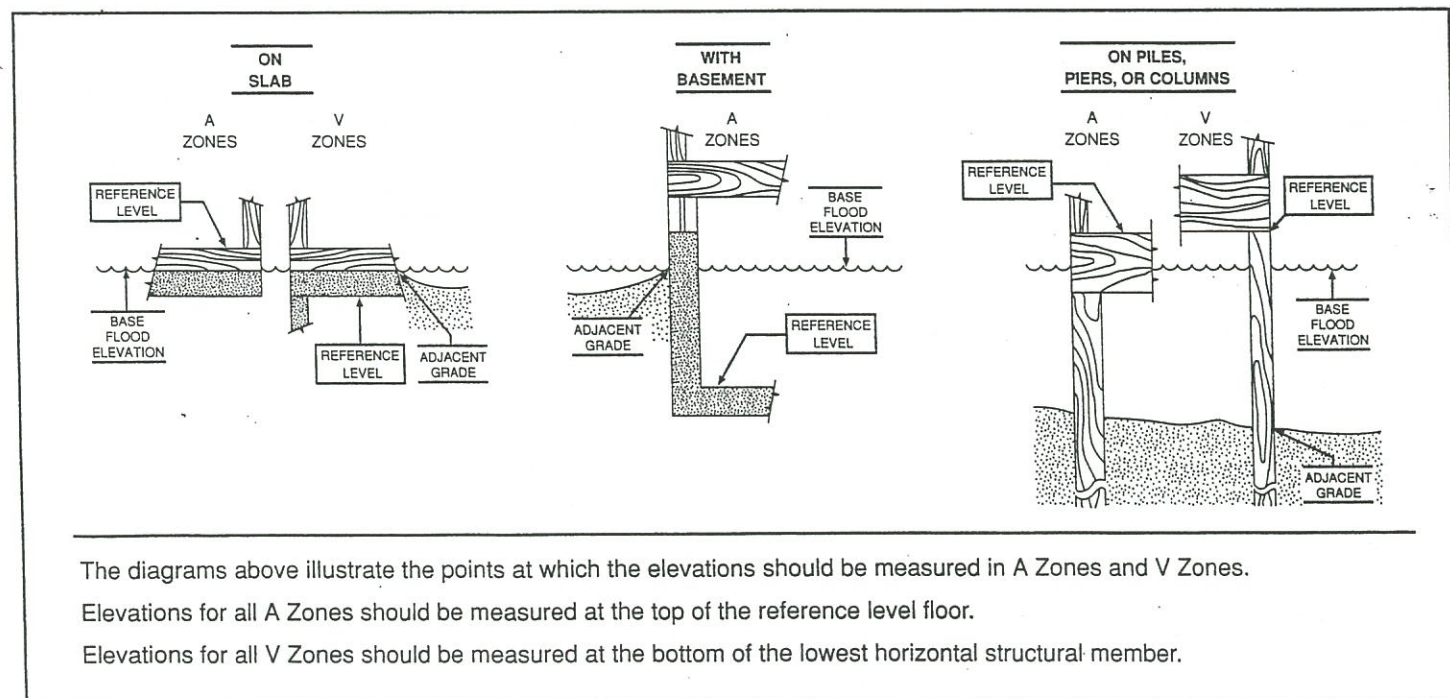 ON
SLAB
A
ZONES
V
ZONES
REFERENCE
LEVEL
BASE
FLOOD
ELEVATION
REFERENCE
LEVEL
ADJACENT
GRADE
WITH
BASEMENT
A
ZONES
BASE
FLOOD
ELEVATION
ADJACENT
GRADE
REFERENCE
LEVEL
ON PILES,
PIERS, OR COLUMNS
A
ZONES
V
ZONES
REFERENCE
LEVEL
REFERENCE
LEVEL
BASE
FLOOD
ELEVATION
ADJACENT
GRADE
The diagrams above illustrate the points at which the elevations should be measured in A Zones and V Zones.
Elevations for all A Zones should be measured at the top of the reference level floor.
Elevations for all V Zones should be measured at the bottom of the lowest horizontal structural member.